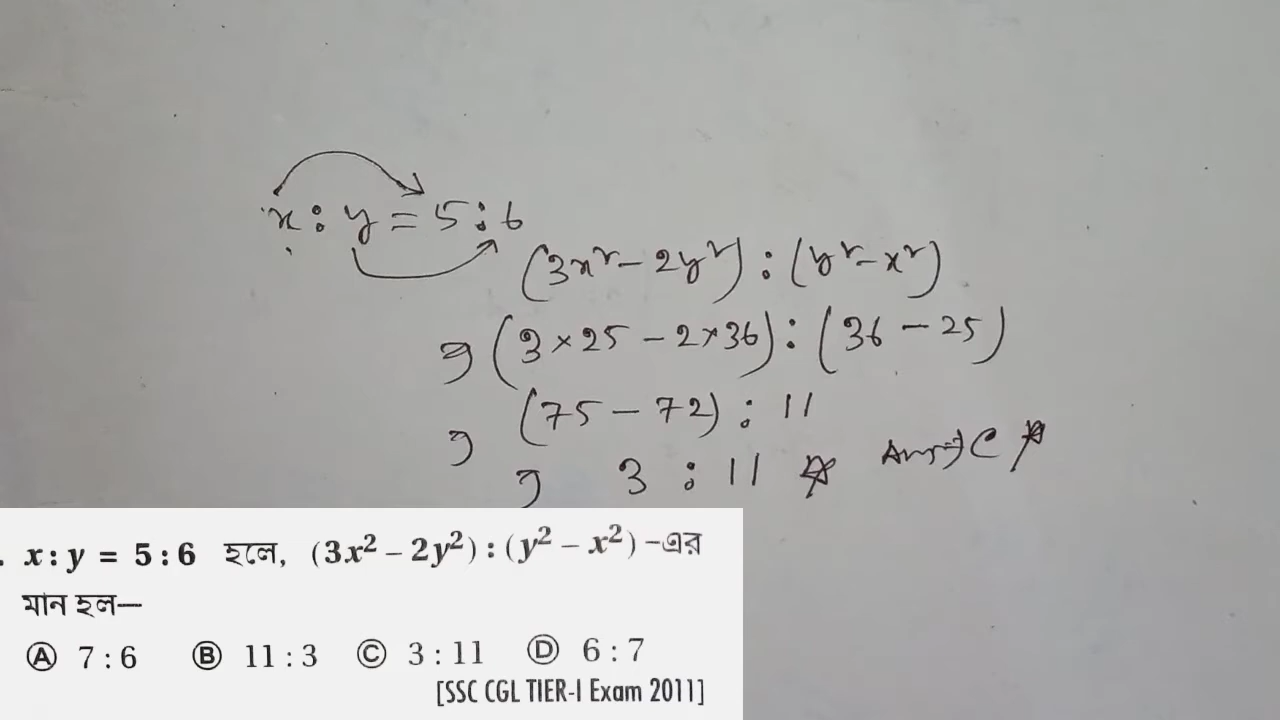 x : y = 5 : 6
(3x² - 2y²) : (y² - x²)
⇒ (3 × 25 - 2 × 36) : (36 - 25)
⇒ (75 - 72) : 11
⇒ 3 : 11 Ans ⇒ C
. x : y = 5 : 6 হলে, (3x² – 2y²) : (y² – x²) –এর
মান হল—
Ⓐ 7 : 6 Ⓑ 11 : 3 Ⓒ 3 : 11 Ⓓ 6 : 7
[SSC CGL TIER-I Exam 2011]